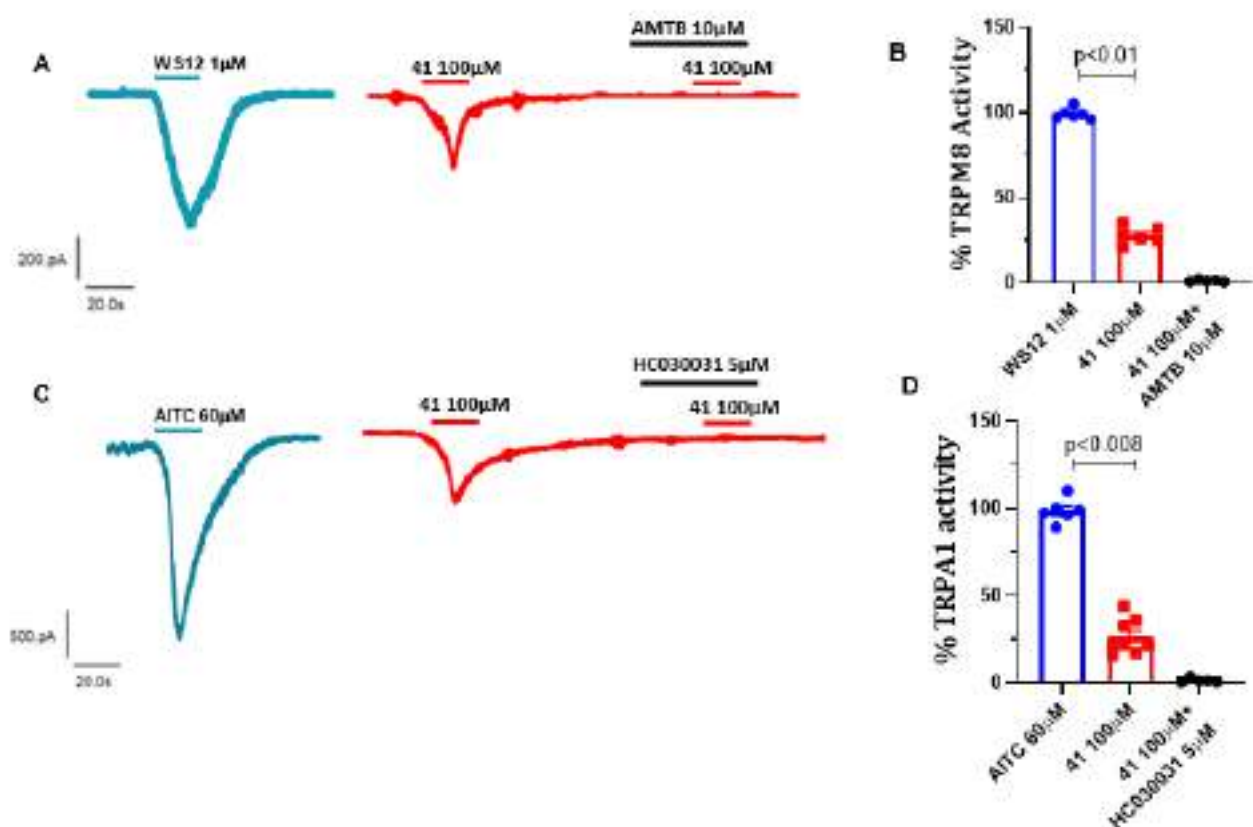 A
WS12 1µM
41 100µM
AMTB 10µM
41 100µM
200.pA
20.0s
B
% TRPM8 Activity
150
100
50
0
p<0.01
WS12 1µM
41 100µM
41 100µM+
AMTB 10µM
C
AITC 60µM
41 100µM
HC030031 5µM
41 100µM
500.pA
20.0s
D
% TRPA1 activity
150
100
50
0
p<0.008
AITC 60µM
41 100µM
41 100µM+
HC030031 5µM